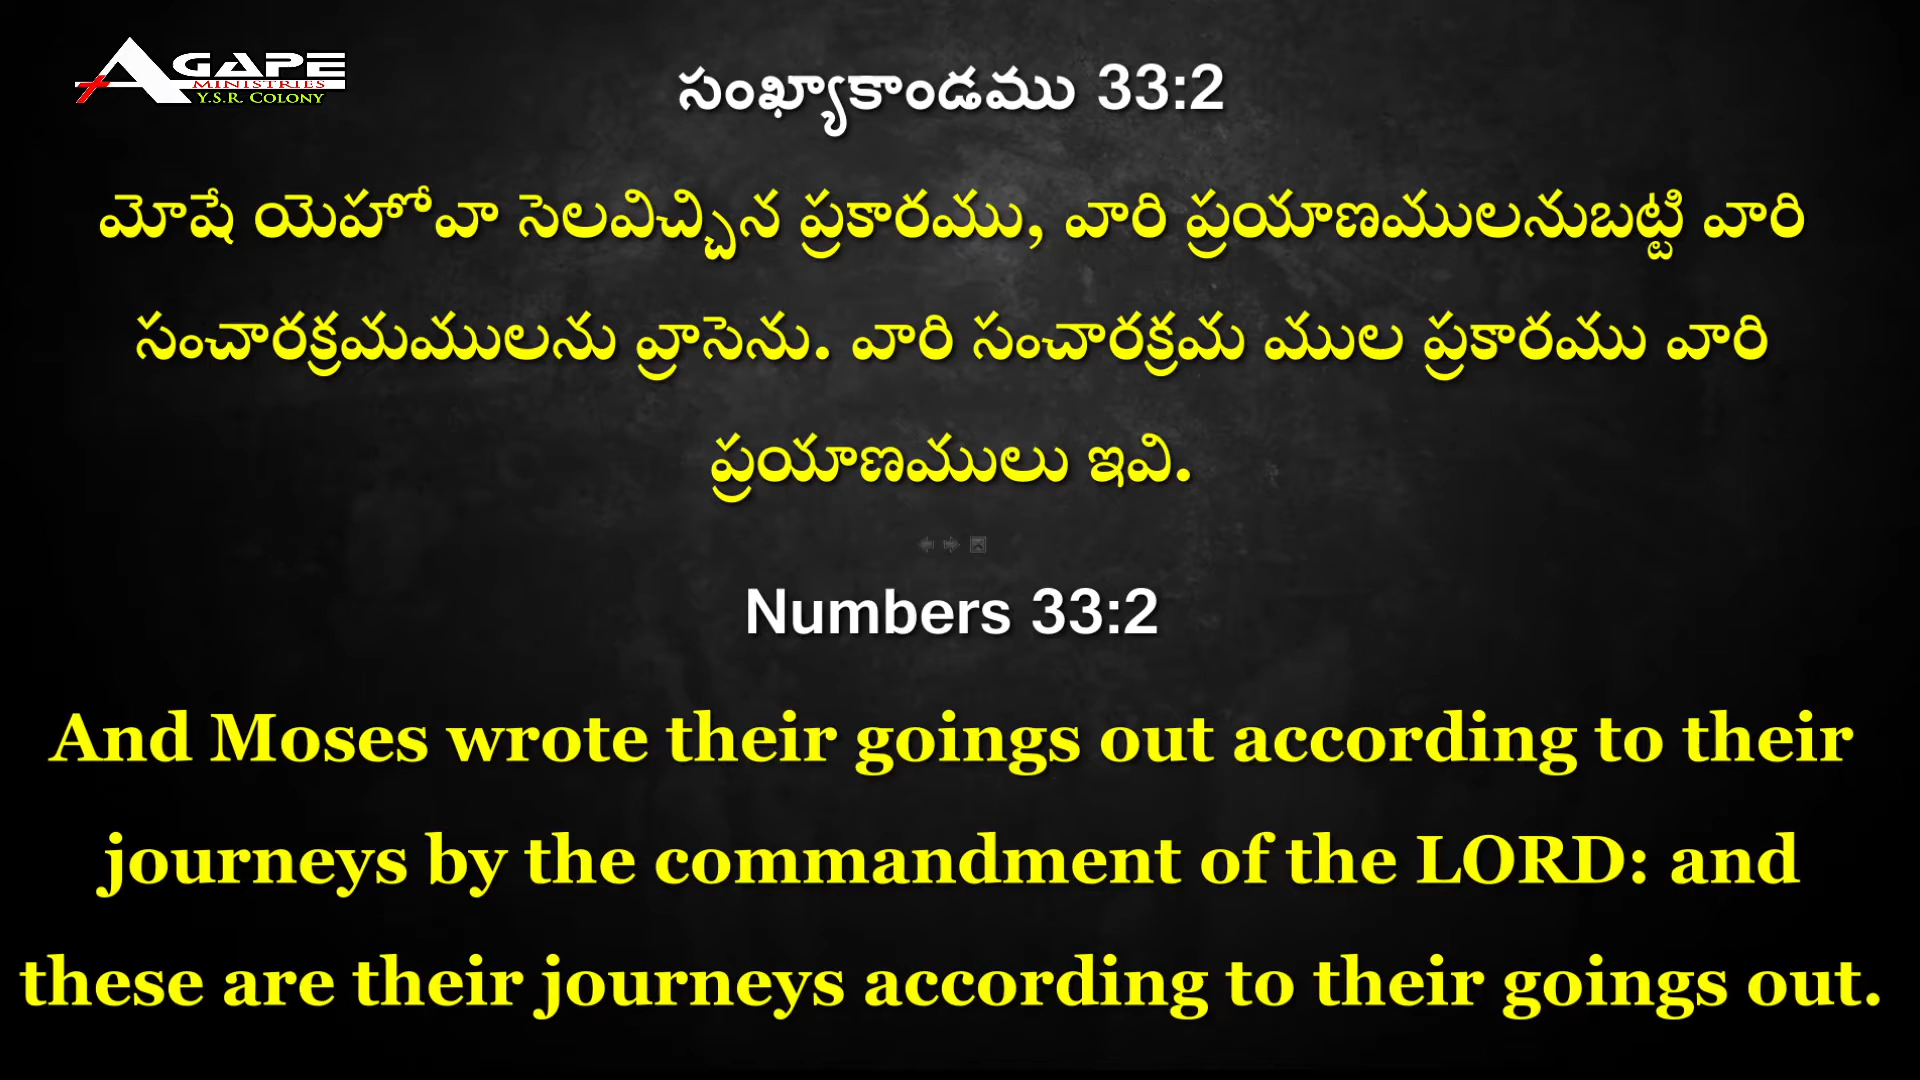 AGAPE
MINISTRIES
Y.S.R. COLONY
సంఖ్యాకాండము 33:2
మోషే యెహోవా సెలవిచ్చిన ప్రకారము, వారి ప్రయాణములనుబట్టి వారి
సంచారక్రమములను వ్రాసెను. వారి సంచారక్రమ ముల ప్రకారము వారి
ప్రయాణములు ఇవి.
Numbers 33:2
And Moses wrote their goings out according to their
journeys by the commandment of the LORD: and
these are their journeys according to their goings out.